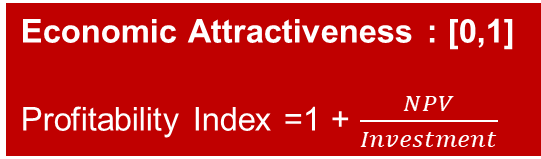 Economic Attractiveness : [0,1]
Profitability Index =1 + NPV/Investment